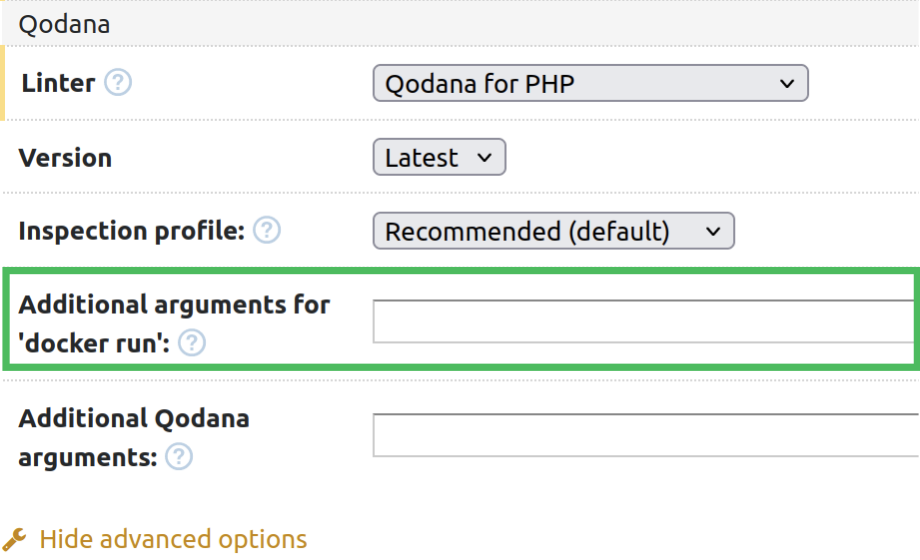 Qodana
Linter ?
Qodana for PHP
Version
Latest
Inspection profile: ?
Recommended (default)
Additional arguments for
'docker run': ?
Additional Qodana
arguments: ?
Hide advanced options